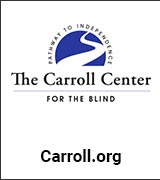 PATHWAY TO INDEPENDENCE
The Carroll Center
FOR THE BLIND
Carroll.org